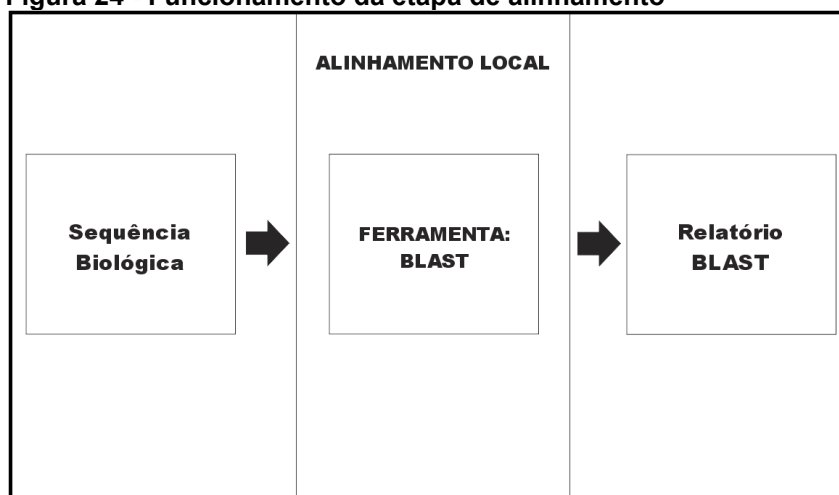 Figura 24 - Funcionamento da etapa de alinhamento
ALINHAMENTO LOCAL
Sequência
Biológica
FERRAMENTA:
BLAST
Relatório
BLAST